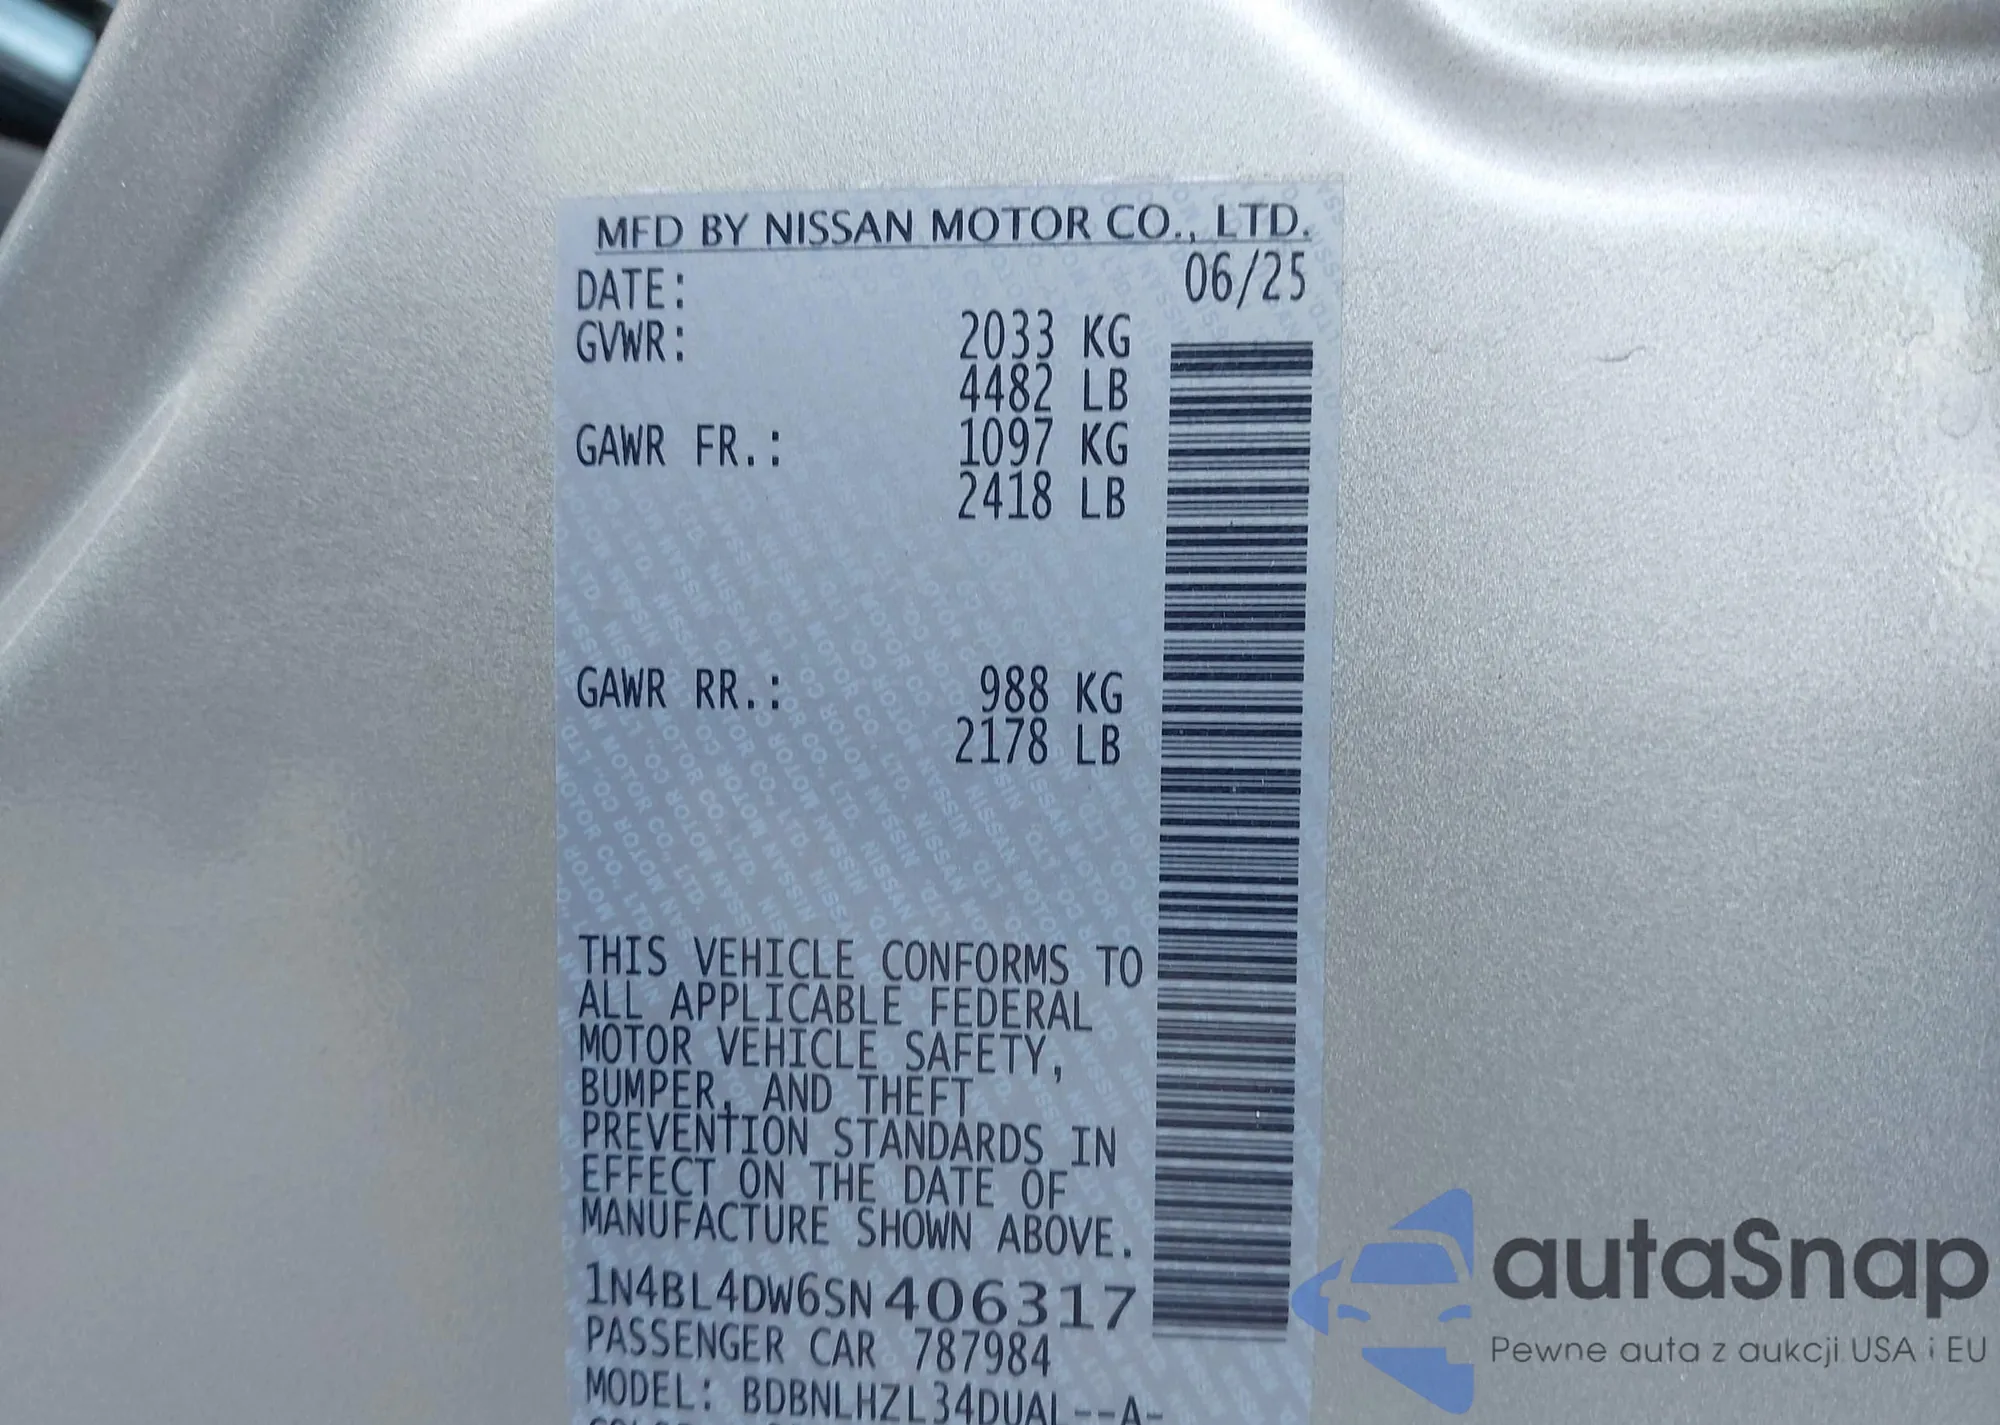 MFD BY NISSAN MOTOR CO., LTD.
DATE: 06/25
GVWR: 2033 KG
4482 LB
GAWR FR.: 1097 KG
2418 LB
GAWR RR.: 988 KG
2178 LB
THIS VEHICLE CONFORMS TO
ALL APPLICABLE FEDERAL
MOTOR VEHICLE SAFETY,
BUMPER, AND THEFT
PREVENTION STANDARDS IN
EFFECT ON THE DATE OF
MANUFACTURE SHOWN ABOVE.
1N4BL4DW6SN406317
PASSENGER CAR 787984
MODEL: BDBNLHZL34DUAL--A-
autaSnap
Pewne auta z aukcji USA i EU